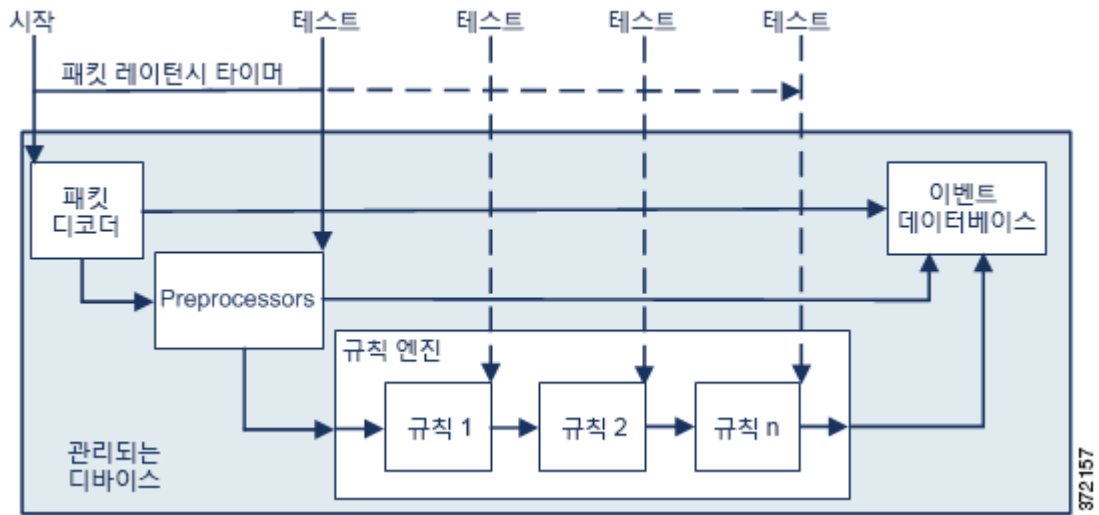 시작
테스트
테스트
테스트
테스트
패킷 레이턴시 타이머
패킷
디코더
이벤트
데이터베이스
Preprocessors
규칙 엔진
규칙 1
규칙 2
규칙 n
관리되는
디바이스
372157